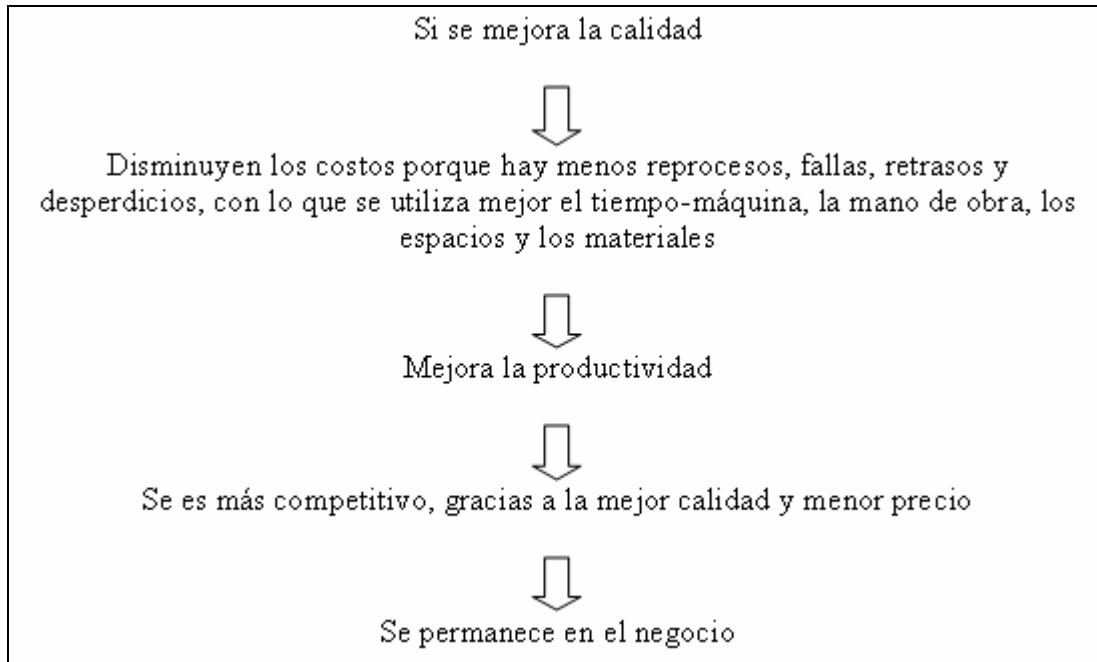 Si se mejora la calidad
Disminuyen los costos porque hay menos reprocesos, fallas, retrasos y
desperdicios, con lo que se utiliza mejor el tiempo-máquina, la mano de obra, los
espacios y los materiales
Mejora la productividad
Se es más competitivo, gracias a la mejor calidad y menor precio
Se permanece en el negocio